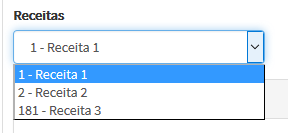 Receitas
1 - Receita 1
1 - Receita 1
2 - Receita 2
181 - Receita 3